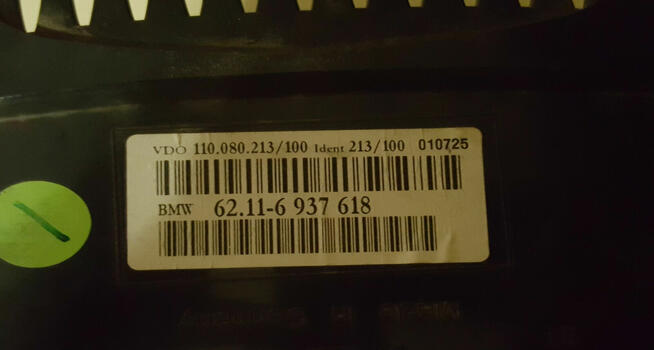 VDO 110.080.213/100 Ident 213/100 010725
BMW 62.11-6 937 618